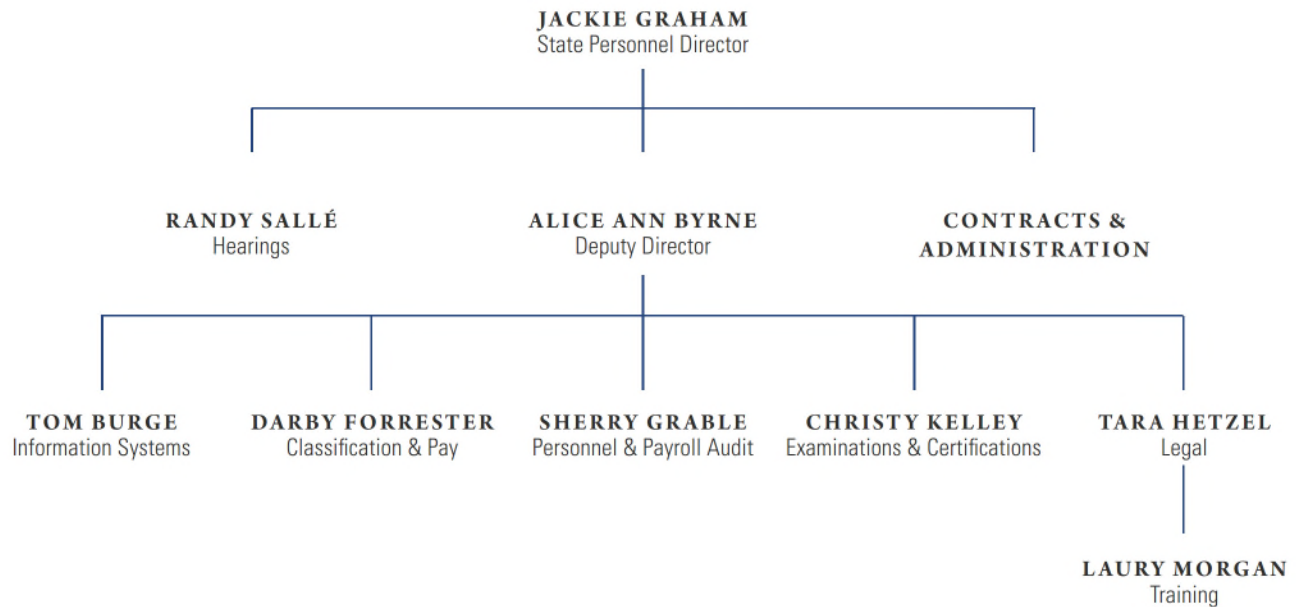 JACKIE GRAHAM
State Personnel Director
RANDY SALLÉ
Hearings
ALICE ANN BYRNE
Deputy Director
CONTRACTS &
ADMINISTRATION
TOM BURGE
Information Systems
DARBY FORRESTER
Classification & Pay
SHERRY GRABLE
Personnel & Payroll Audit
CHRISTY KELLEY
Examinations & Certifications
TARA HETZEL
Legal
LAURY MORGAN
Training